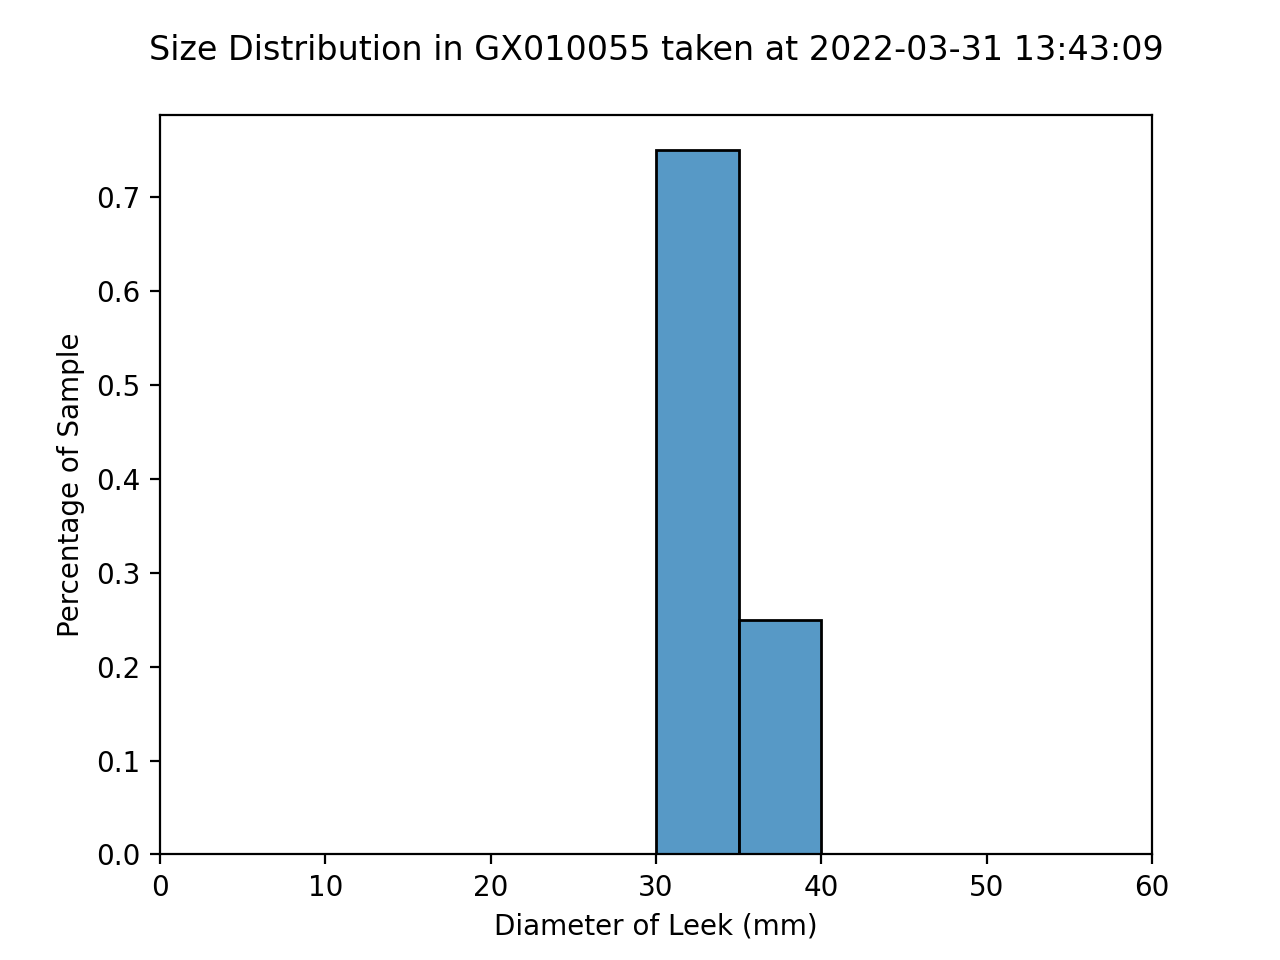 Size Distribution in GX010055 taken at 2022-03-31 13:43:09
0.7
0.6
0.5
0.4
0.3
0.2
0.1
0.0
Percentage of Sample
0 10 20 30 40 50 60
Diameter of Leek (mm)